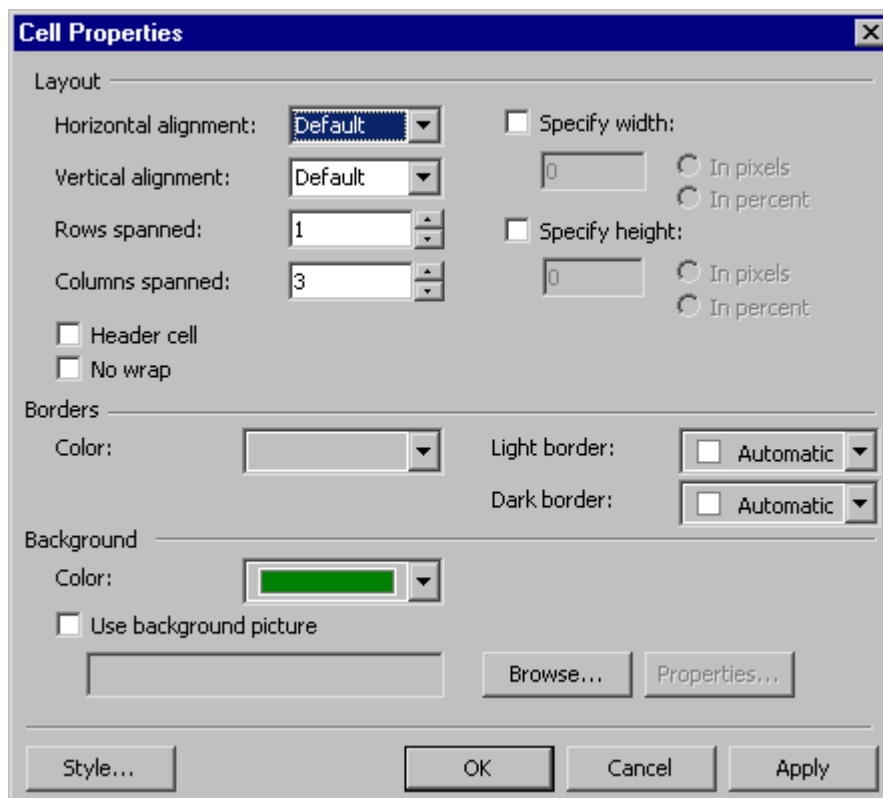 Cell Properties
Layout
Horizontal alignment: Default
Specify width:
Vertical alignment: Default
0
In pixels
In percent
Rows spanned: 1
Specify height:
Columns spanned: 3
0
In pixels
In percent
Header cell
No wrap
Borders
Color:
Light border: Automatic
Dark border: Automatic
Background
Color:
Use background picture
Browse... Properties...
Style... OK Cancel Apply